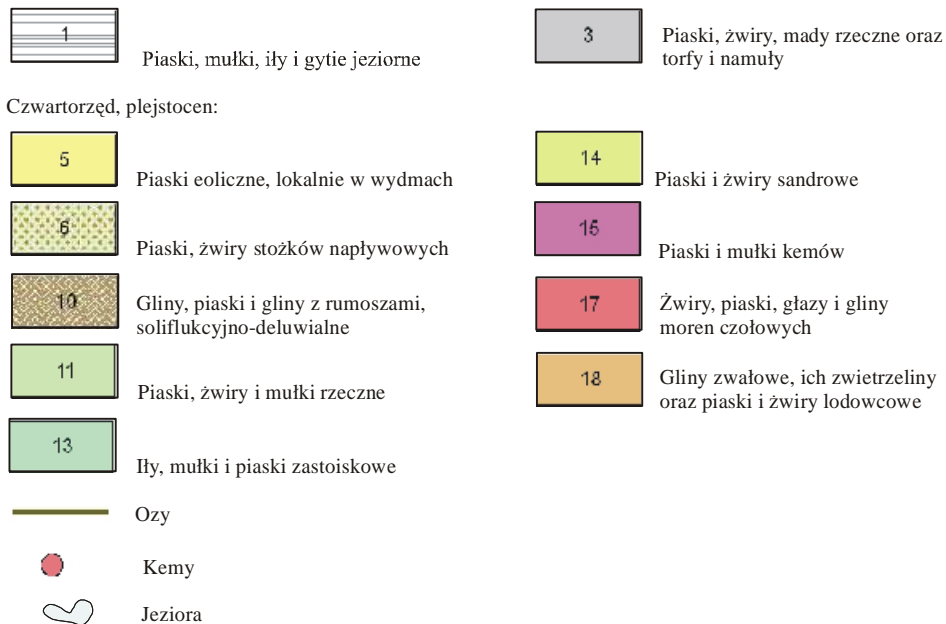 1
Piaski, mułki, iły i gytie jeziorne
3
Piaski, żwiry, mady rzeczne oraz
torfy i namuły
Czwartorzęd, plejstocen:
5
Piaski eoliczne, lokalnie w wydmach
6
Piaski, żwiry stożków napływowych
10
Gliny, piaski i gliny z rumoszami,
soliflukcyjno-deluwialne
11
Piaski, żwiry i mułki rzeczne
13
Iły, mułki i piaski zastoiskowe
Ozy
Kemy
Jeziora
14
Piaski i żwiry sandrowe
15
Piaski i mułki kemów
17
Żwiry, piaski, głazy i gliny
moren czołowych
18
Gliny zwałowe, ich zwietrzeliny
oraz piaski i żwiry lodowcowe